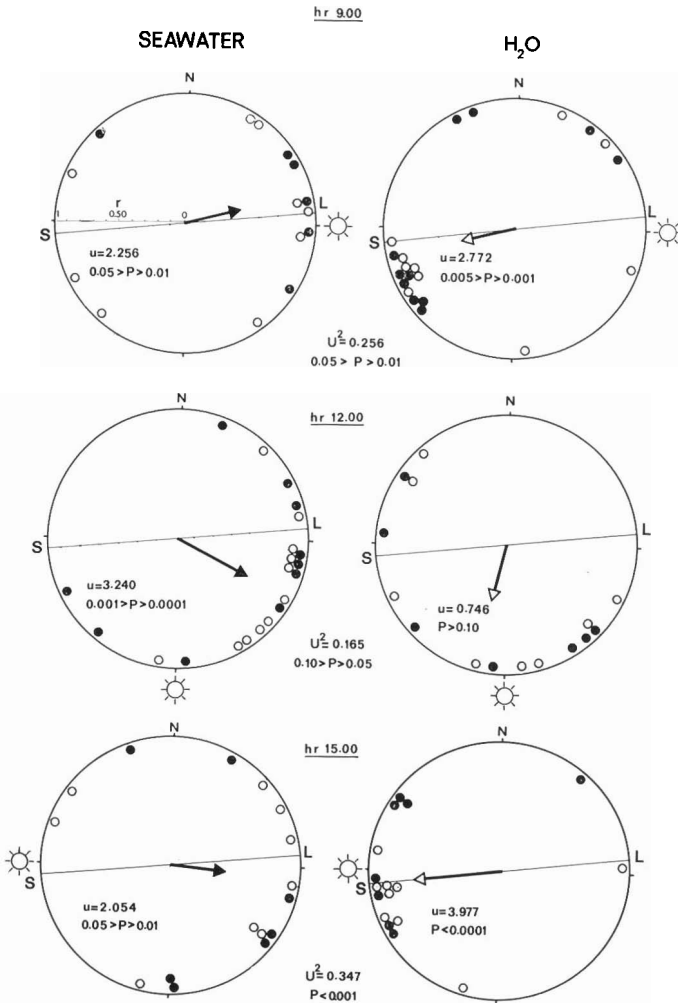 hr 9.00
SEAWATER
H₂O
N
N
1 0.50 r 0
S
L
S
L
u=2.256
0.05>P>0.01
u=2.772
0.005>P>0.001
U²=0.256
0.05> P>0.01
hr 12.00
N
N
S
L
S
L
u=3.240
0.001>P>0.0001
u=0.746
P>0.10
U²=0.165
0.10>P>0.05
hr 15.00
N
N
S
L
S
L
u=2.054
0.05>P>0.01
u=3.977
P<0.0001
U²=0.347
P<0.001